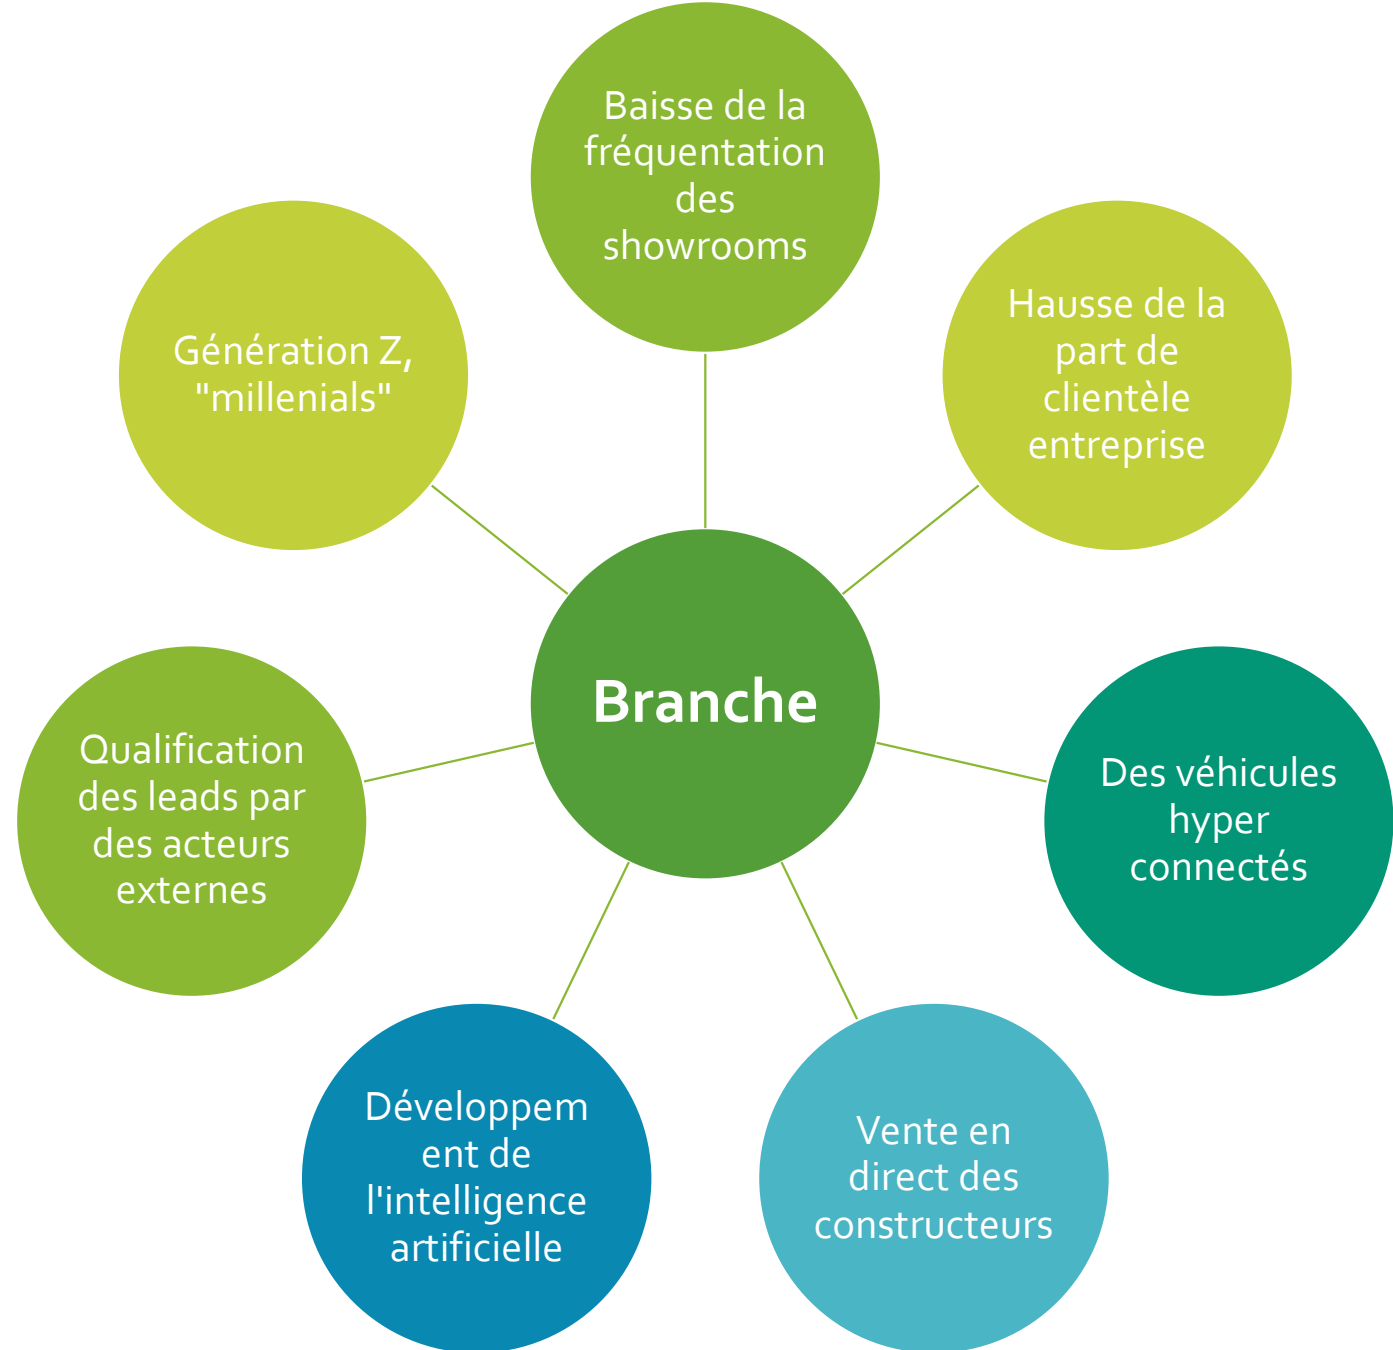 Baisse de la
fréquentation
des
showrooms
Hausse de la
part de
clientèle
entreprise
Génération Z,
"millenials"
Branche
Des véhicules
hyper
connectés
Qualification
des leads par
des acteurs
externes
Développem
ent de
l'intelligence
artificielle
Vente en
direct des
constructeurs